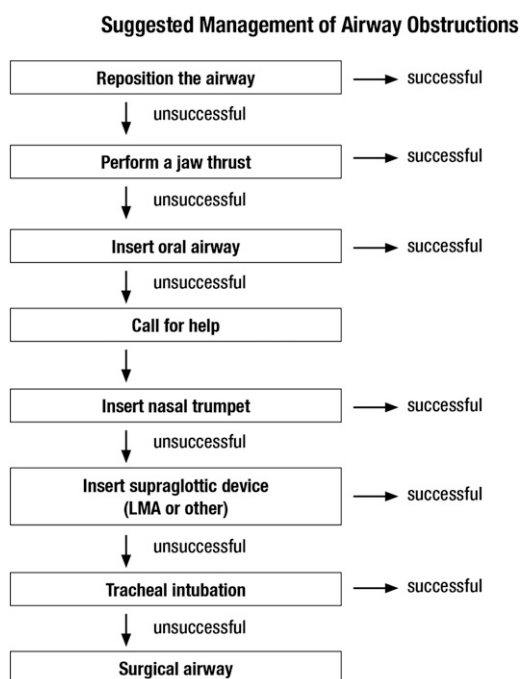 Suggested Management of Airway Obstructions
Reposition the airway
successful
unsuccessful
Perform a jaw thrust
successful
unsuccessful
Insert oral airway
successful
unsuccessful
Call for help
Insert nasal trumpet
successful
unsuccessful
Insert supraglottic device
(LMA or other)
successful
unsuccessful
Tracheal intubation
successful
unsuccessful
Surgical airway